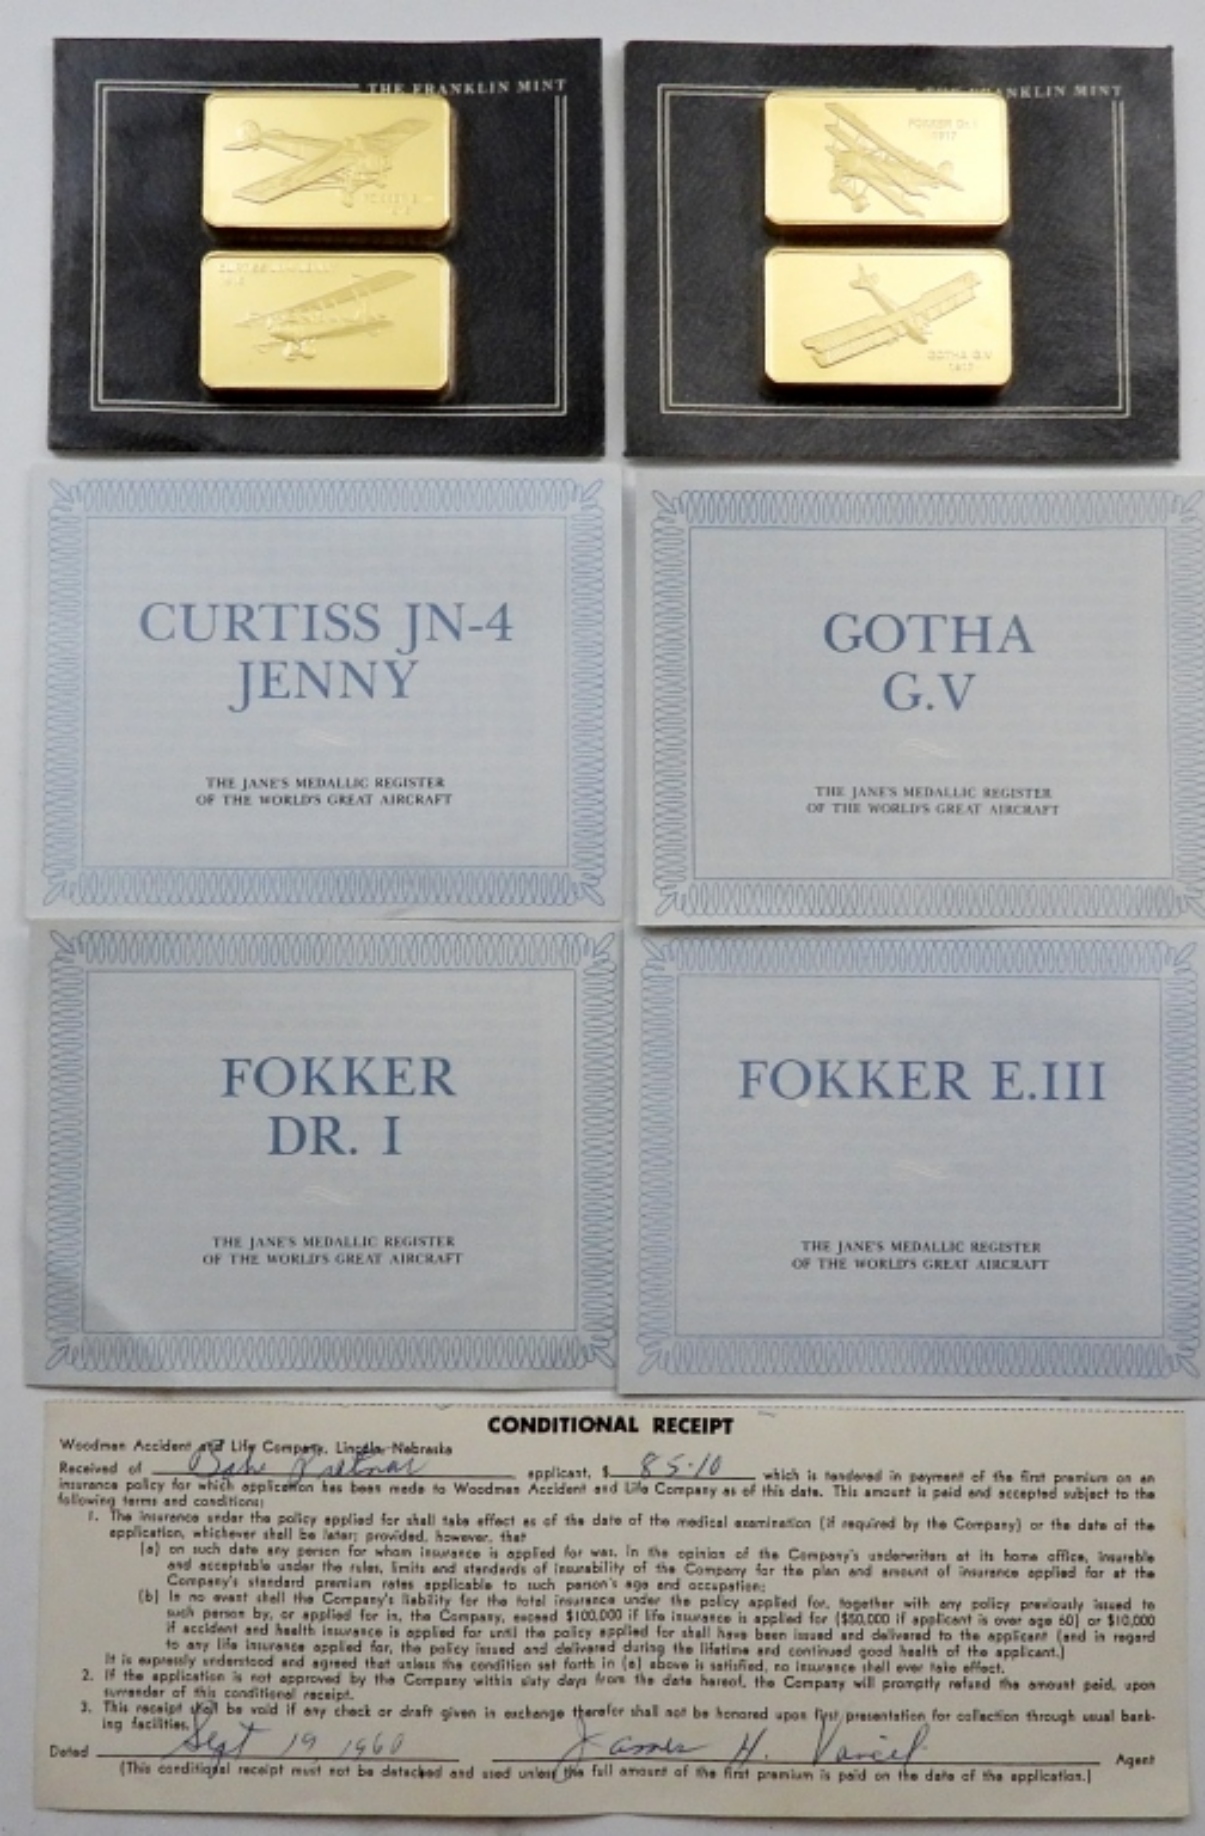 THE FRANKLIN MINT
FRANKLIN MINT
FOKKER E
FOKKER Dr. I
1917
CURTISS
GOTHA G.V
1917
CURTISS JN-4
JENNY
THE JANE'S MEDALLIC REGISTER
OF THE WORLD'S GREAT AIRCRAFT
GOTHA
G.V
THE JANE'S MEDALLIC REGISTER
OF THE WORLD'S GREAT AIRCRAFT
FOKKER
DR. I
THE JANE'S MEDALLIC REGISTER
OF THE WORLD'S GREAT AIRCRAFT
FOKKER E.III
THE JANE'S MEDALLIC REGISTER
OF THE WORLD'S GREAT AIRCRAFT
CONDITIONAL RECEIPT
Woodmen Accident and Life Company, Lincoln, Nebraska
Received of Babe applicant, $ 85.10 which is tendered in payment of the first premium on an
insurance policy for which application has been made to Woodmen Accident and Life Company as of this date. This amount is paid and accepted subject to the
following terms and conditions:
1. The insurance under the policy applied for shall take effect as of the date of the medical examination (if required by the Company) or the date of the
application, whichever shall be later; provided, however, that
(a) on such date any person for whom insurance is applied for was, in the opinion of the Company's underwriters at its home office, insurable
and acceptable under the rules, limits and standards of insurability of the Company for the plan and amount of insurance applied for at the
Company's standard premium rates applicable to such person's age and occupation;
(b) In no event shall the Company's liability for the total insurance under the policy applied for, together with any policy previously issued to
such person by, or applied for in, the Company, exceed $100,000 if life insurance is applied for ($50,000 if applicant is over age 60) or $10,000
if accident and health insurance is applied for until the policy applied for shall have been issued and delivered to the applicant (and in regard
to any life insurance applied for, the policy issued and delivered during the lifetime and continued good health of the applicant.)
It is expressly understood and agreed that unless the condition set forth in (a) above is satisfied, no insurance shall ever take effect.
2. If the application is not approved by the Company within sixty days from the date hereof, the Company will promptly refund the amount paid, upon
surrender of this conditional receipt.
3. This receipt shall be void if any check or draft given in exchange therefor shall not be honored upon first presentation for collection through usual bank-
ing facilities.
Dated Sept 19 1960 James H. Agent
(This conditional receipt must not be detached and used unless the full amount of the first premium is paid on the date of the application.)